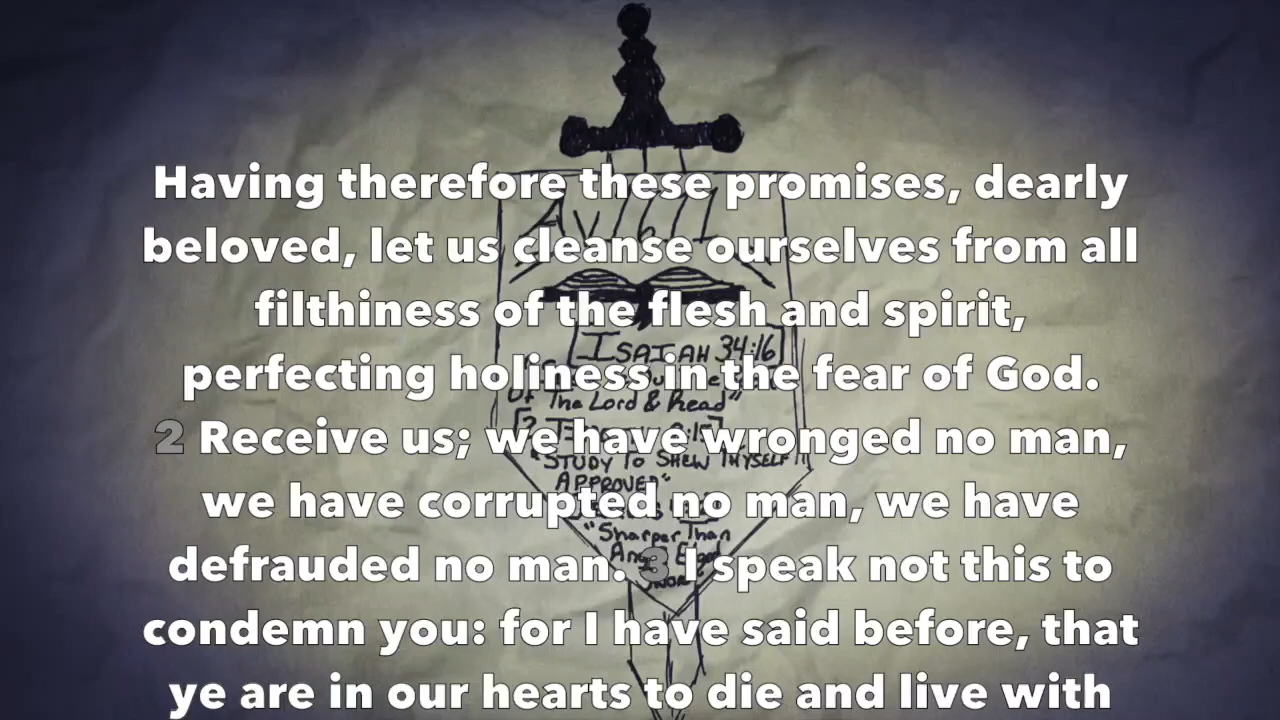 AV1611
Having therefore these promises, dearly
beloved, let us cleanse ourselves from all
filthiness of the flesh and spirit,
perfecting holiness in the fear of God.
2 Receive us; we have wronged no man,
we have corrupted no man, we have
defrauded no man. 3 I speak not this to
condemn you: for I have said before, that
ye are in our hearts to die and live with
ISAIAH 34:16
Of The Lord & Read"
"STUDY TO SHEW THYSELF
APPROVED"
"Sharper Than